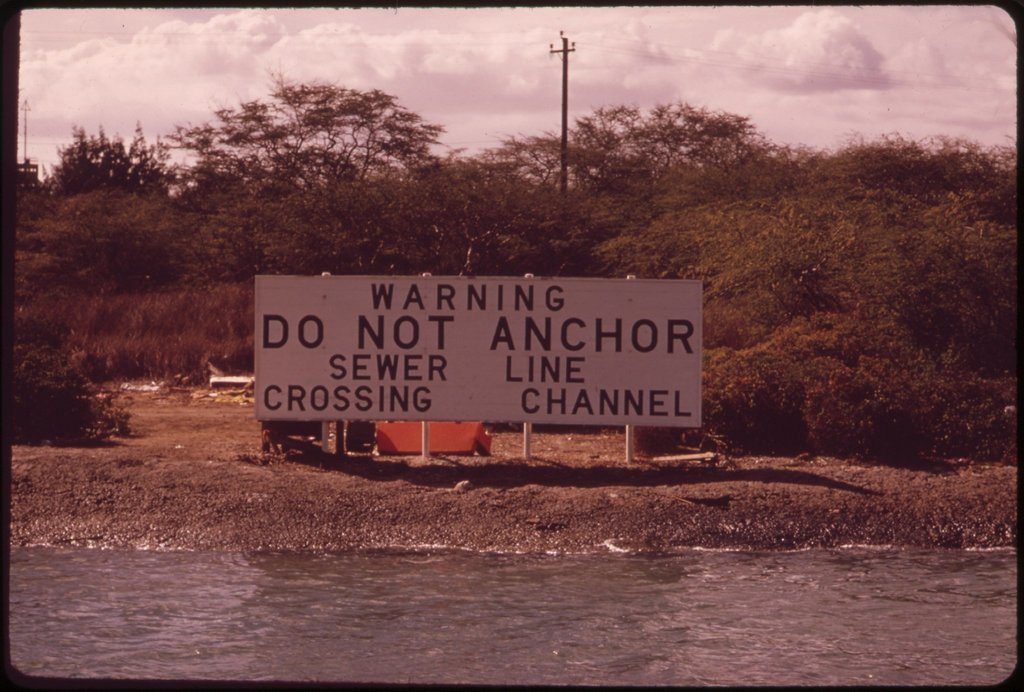 WARNING
DO NOT ANCHOR
SEWER LINE
CROSSING CHANNEL